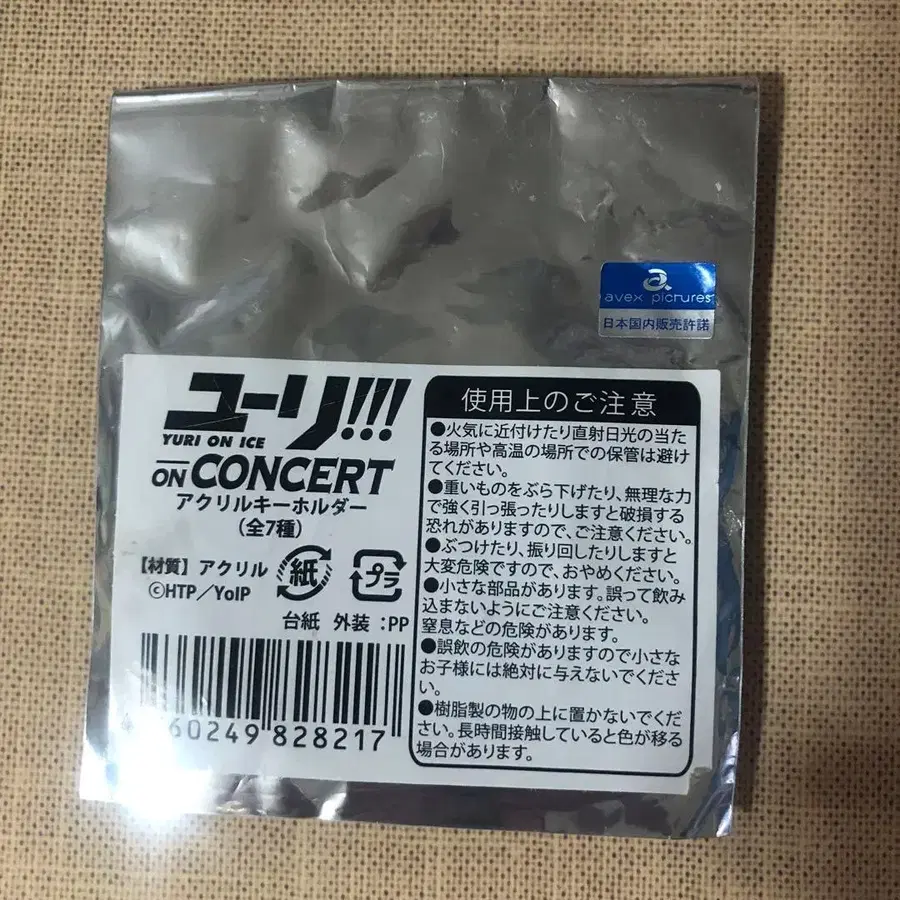 avex pictures
日本国内販売許諾
ユーリ!!!
YURI ON ICE
ON CONCERT
アクリルキーホルダー
(全7種)
【材質】アクリル
紙
プラ
©HTP/YoIP
台紙 外装:PP
60249 828217
使用上のご注意
●火気に近付けたり直射日光の当た
る場所や高温の場所での保管は避け
てください。
●重いものをぶら下げたり、無理な力
で強く引っ張ったりしますと破損する
恐れがありますので、ご注意ください。
●ぶつけたり、振り回したりしますと
大変危険ですので、おやめください。
●小さな部品があります。誤って飲み
込まないようにご注意ください。
窒息などの危険があります。
●誤飲の危険がありますので小さな
お子様には絶対に与えないでくださ
い。
●樹脂製の物の上に置かないでくだ
さい。長時間接触していると色が移る
場合があります。